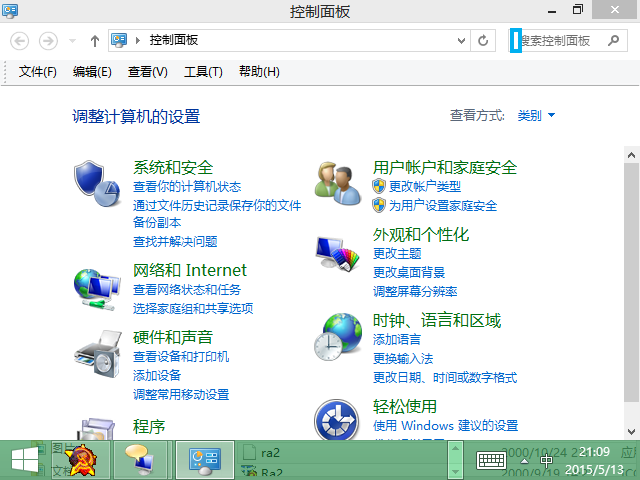 控制面板
控制面板
搜索控制面板
文件(F) 编辑(E) 查看(V) 工具(T) 帮助(H)
调整计算机的设置
查看方式: 类别
系统和安全
查看你的计算机状态
通过文件历史记录保存你的文件
备份副本
查找并解决问题
网络和 Internet
查看网络状态和任务
选择家庭组和共享选项
硬件和声音
查看设备和打印机
添加设备
调整常用移动设置
程序
用户帐户和家庭安全
更改帐户类型
为用户设置家庭安全
外观和个性化
更改主题
更改桌面背景
调整屏幕分辨率
时钟、语言和区域
添加语言
更换输入法
更改日期、时间或数字格式
轻松使用
使用 Windows 建议的设置
图片
ra2
2000/10/24
应
中
21:09
文档
Ra2
2000/9/19
2015/5/13